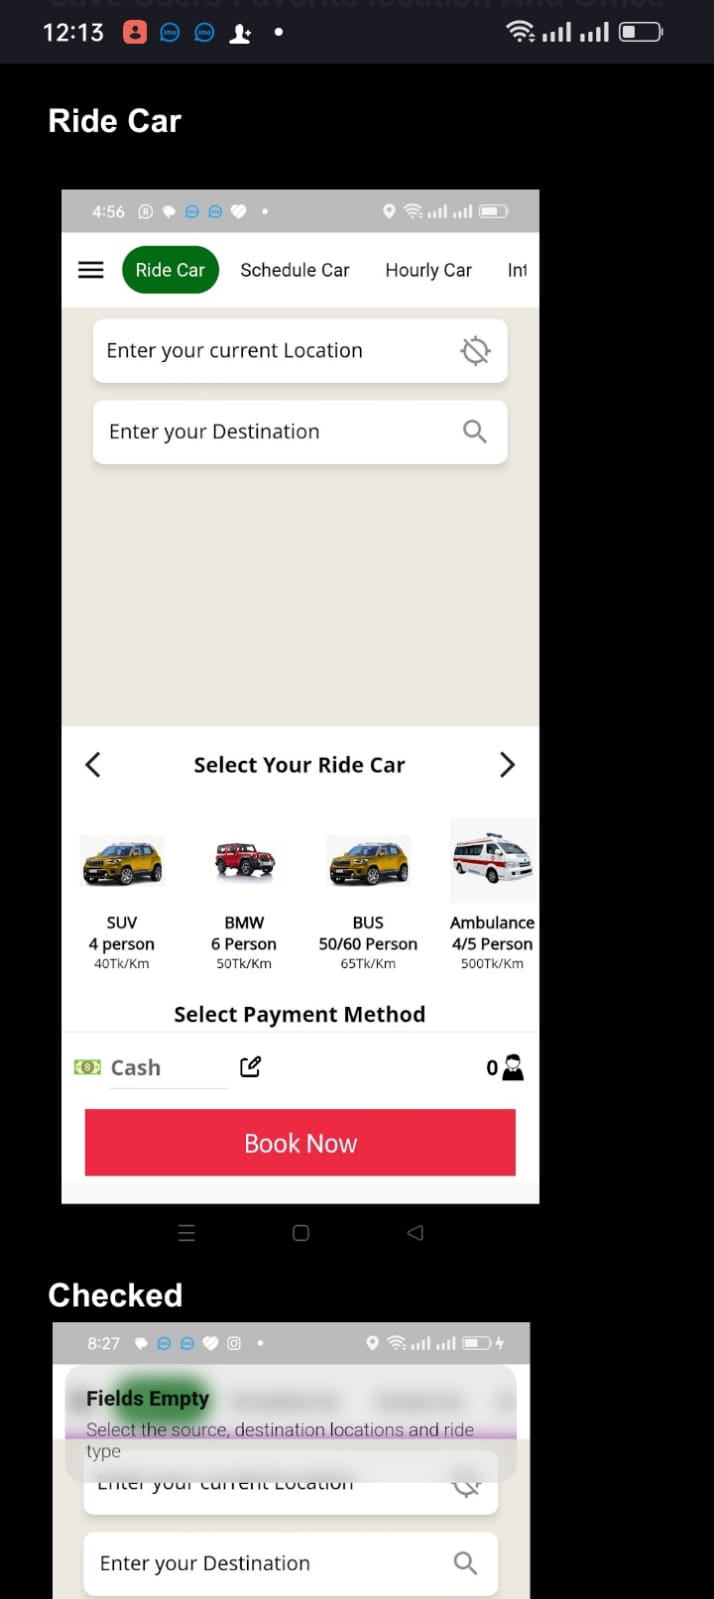 12:13
Ride Car
4:56
Ride Car Schedule Car Hourly Car Int
Enter your current Location
Enter your Destination
Select Your Ride Car
SUV BMW BUS Ambulance
4 person 6 Person 50/60 Person 4/5 Person
40Tk/Km 50Tk/Km 65Tk/Km 500Tk/Km
Select Payment Method
Cash 0
Book Now
Checked
8:27
Fields Empty
Select the source, destination locations and ride
type
Enter your current Location
Enter your Destination